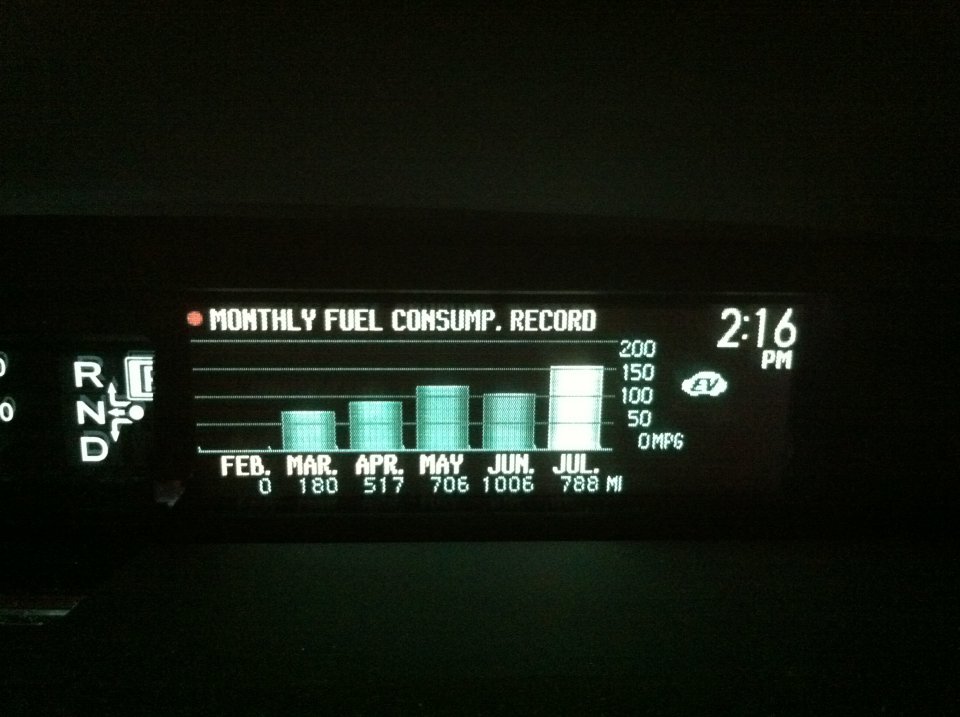 MONTHLY FUEL CONSUMP. RECORD
2:16
PM
200
150
100
50
0MPG
EV
FEB. MAR. APR. MAY JUN. JUL.
0 180 517 706 1006 788 MI
R
N
D